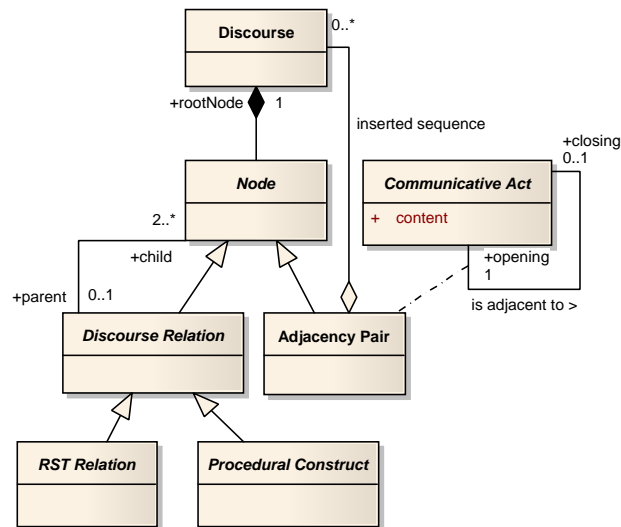 Discourse
0..*
+rootNode
1
inserted sequence
+closing
0..1
Node
Communicative Act
+ content
2..*
+child
+opening
1
+parent
0..1
is adjacent to >
Discourse Relation
Adjacency Pair
RST Relation
Procedural Construct